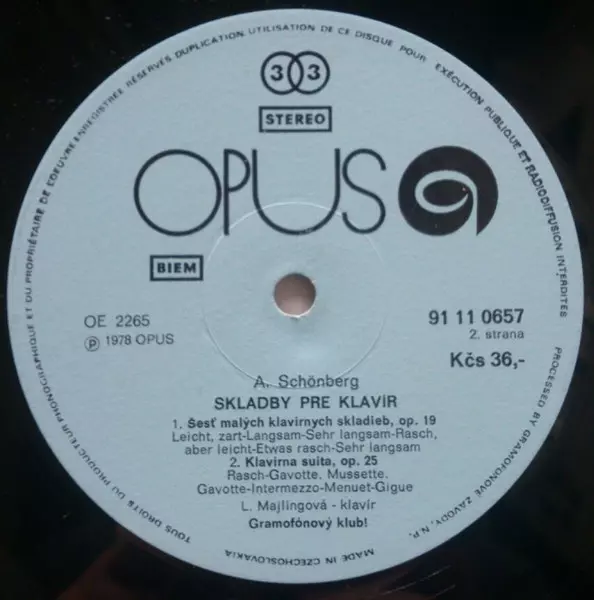 TOUS DROITS DU PRODUCTEUR PHONOGRAPHIQUE ET DU PROPRIÉTAIRE DE L'OEUVRE ENREGISTRÉE RÉSERVÉS DUPLICATION, UTILISATION DE CE DISQUE POUR EXÉCUTION PUBLIQUE ET RADIODIFFUSION INTERDITES
PROCESSED BY GRAMOFONOVÉ ZÁVODY, N.P.
MADE IN CZECHOSLOVAKIA
33
STEREO
OPUS
BIEM
OE 2265
℗ 1978 OPUS
91 11 0657
2. strana
Kčs 36,-
A. Schönberg
SKLADBY PRE KLAVÍR
1. Šesť malých klavírnych skladieb, op. 19
Leicht, zart-Langsam-Sehr langsam-Rasch,
aber leicht-Etwas rasch-Sehr langsam
2. Klavírna suita, op. 25
Rasch-Gavotte. Mussette.
Gavotte-Intermezzo-Menuet-Gigue
L. Majlingová - klavír
Gramofónový klub!